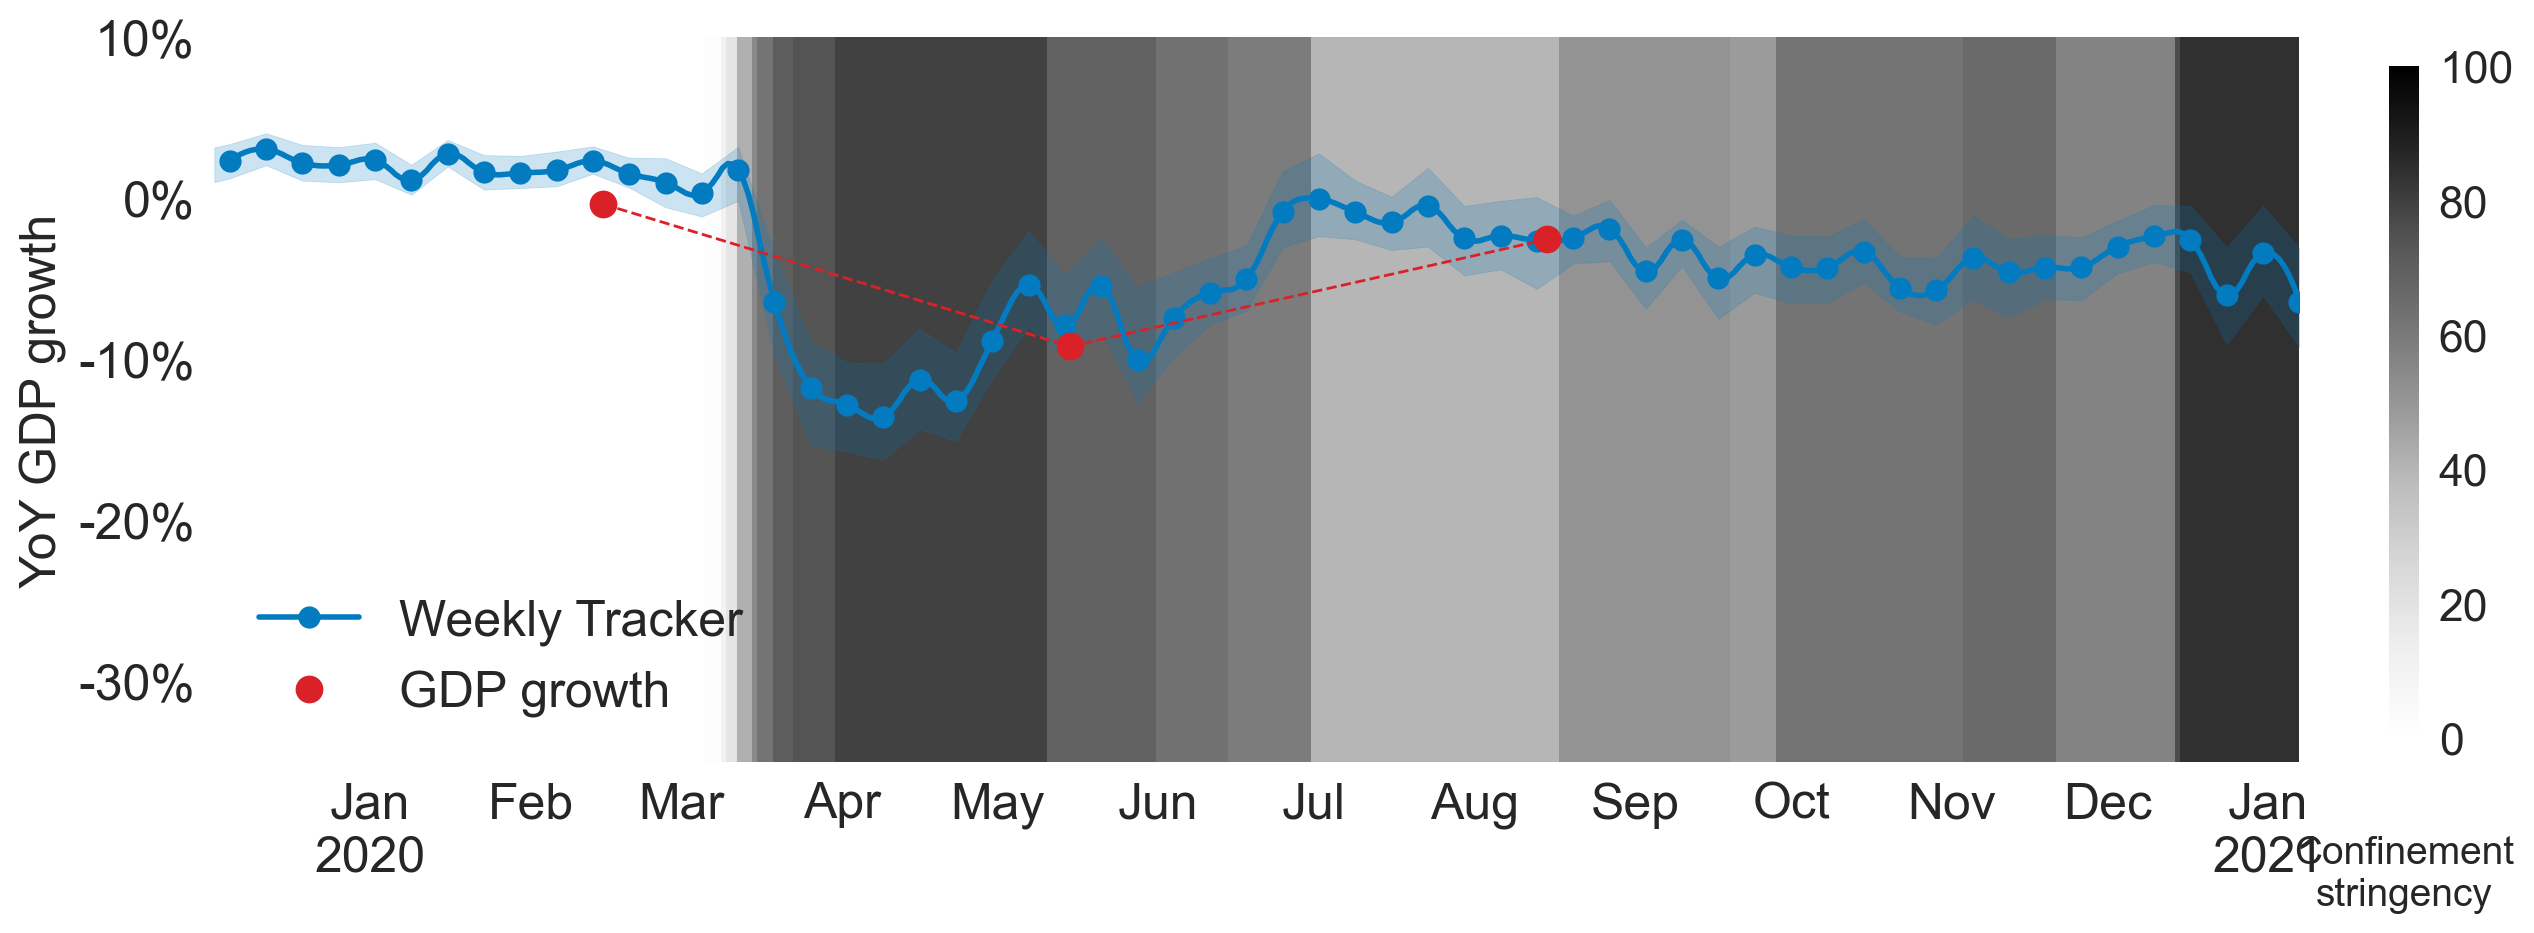 10%
0%
-10%
-20%
-30%
YoY GDP growth
Weekly Tracker
GDP growth
Jan Feb Mar Apr May Jun Jul Aug Sep Oct Nov Dec Jan
2020 2021
100
80
60
40
20
0
Confinement
stringency